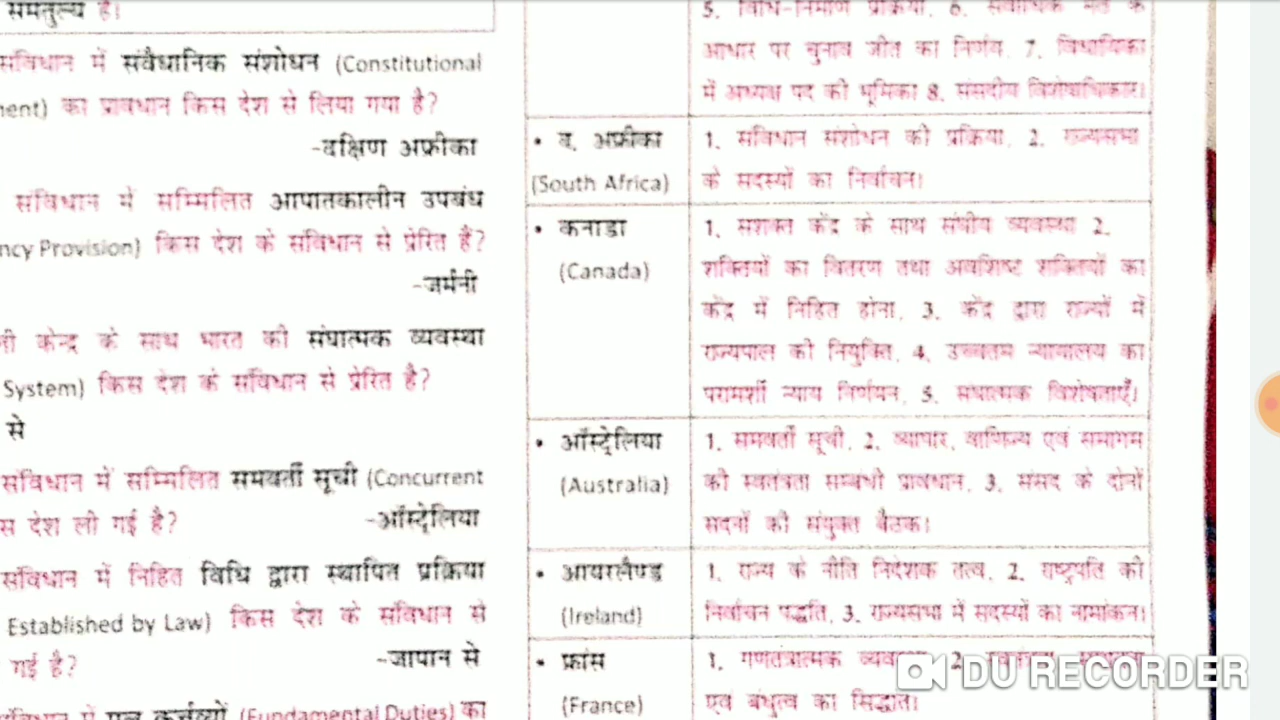 समतुल्य है।
संविधान में संवैधानिक संशोधन (Constitutional
ment) का प्रावधान किस देश से लिया गया है?
-दक्षिण अफ्रीका
संविधान में सम्मिलित आपातकालीन उपबंध
ncy Provision) किस देश के संविधान से प्रेरित है?
-जर्मनी
केन्द्र के साथ भारत की संघात्मक व्यवस्था
System) किस देश के संविधान से प्रेरित है?
से
संविधान में सम्मिलित समवर्ती सूची (Concurrent
स देश ली गई है? -ऑस्ट्रेलिया
संविधान में निहित विधि द्वारा स्थापित प्रक्रिया
Established by Law) किस देश के संविधान से
गई है? -जापान से
संविधान में मूल कर्त्तव्यों (Fundamental Duties) का
5. विधि-निर्माण प्रक्रिया, 6. सर्वाधिक मत के
आधार पर चुनाव जीत का निर्णय, 7. विधायिका
में अध्यक्ष पद की भूमिका 8. संसदीय विशेषाधिकार।
• द. अफ्रीका
(South Africa)
1. संविधान संशोधन की प्रक्रिया, 2. राज्यसभा
के सदस्यों का निर्वाचन।
• कनाडा
(Canada)
1. सशक्त केंद्र के साथ संघीय व्यवस्था 2.
शक्तियों का वितरण तथा अवशिष्ट शक्तियों का
केंद्र में निहित होना, 3. केंद्र द्वारा राज्यों में
राज्यपाल की नियुक्ति, 4. उच्चतम न्यायालय का
परामर्शी न्याय निर्णयन, 5. संघात्मक विशेषताएँ।
• ऑस्ट्रेलिया
(Australia)
1. समवर्ती सूची, 2. व्यापार, वाणिज्य एवं समागम
की स्वतंत्रता सम्बंधी प्रावधान, 3. संसद के दोनों
सदनों की संयुक्त बैठक।
• आयरलैण्ड
(Ireland)
1. राज्य के नीति निदेशक तत्व, 2. राष्ट्रपति की
निर्वाचन पद्धति, 3. राज्यसभा में सदस्यों का नामांकन।
• फ्रांस
(France)
1. गणतंत्रात्मक 2.
एवं बंधुत्व का सिद्धांत।
DU RECORDER